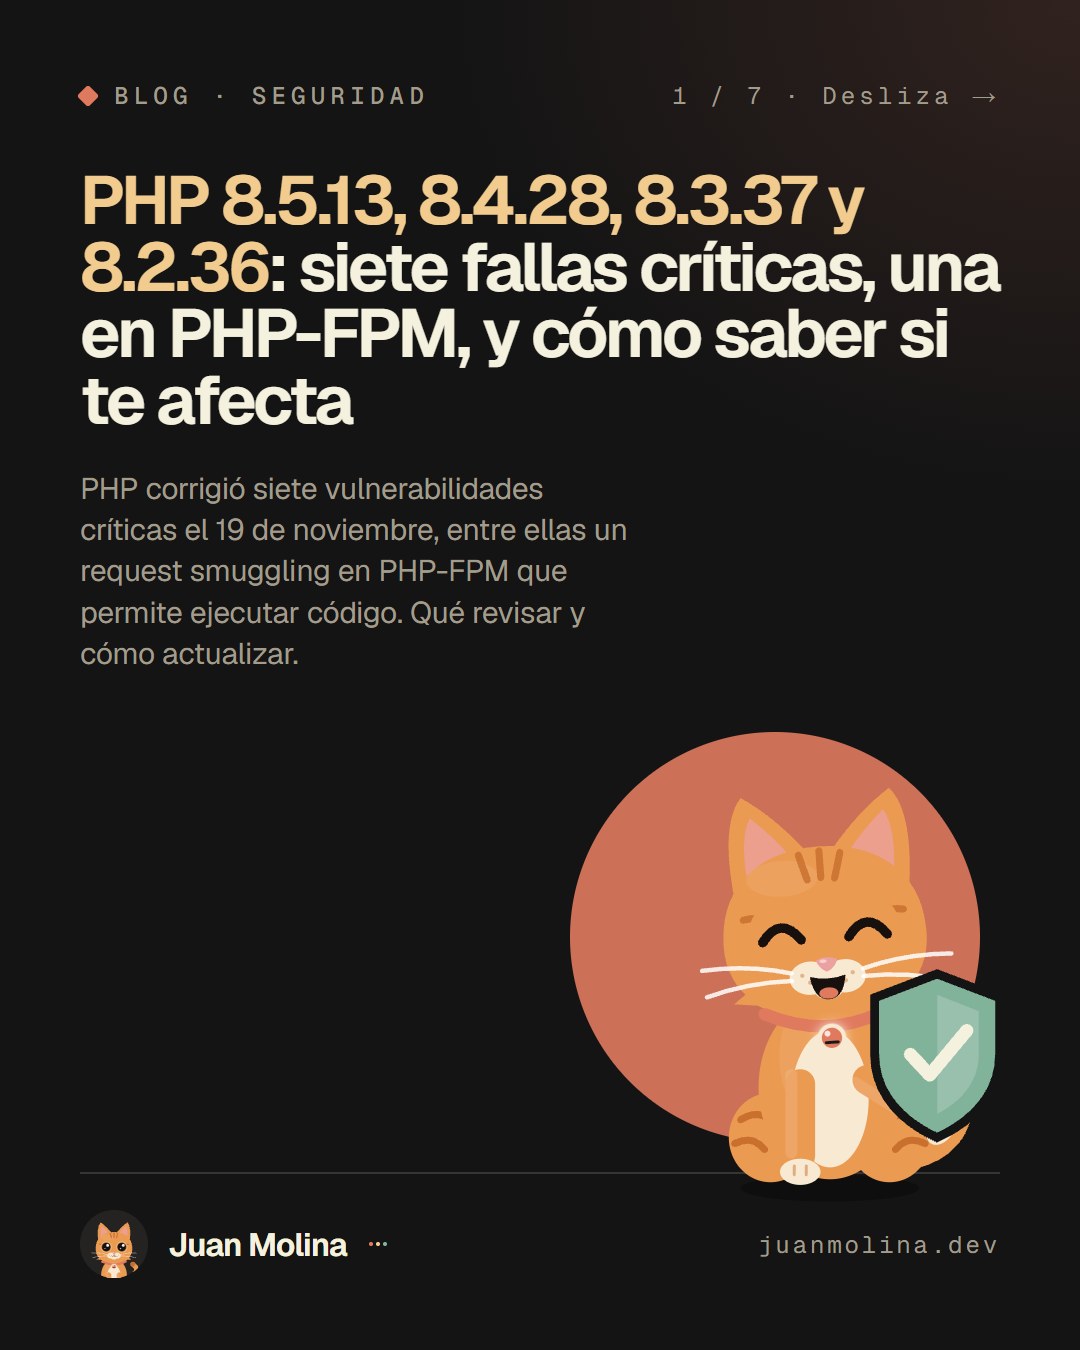 BLOG · SEGURIDAD
1 / 7 · Desliza →
PHP 8.5.13, 8.4.28, 8.3.37 y
8.2.36: siete fallas críticas, una
en PHP-FPM, y cómo saber si
te afecta
PHP corrigió siete vulnerabilidades
críticas el 19 de noviembre, entre ellas un
request smuggling en PHP-FPM que
permite ejecutar código. Qué revisar y
cómo actualizar.
Juan Molina
juanmolina.dev